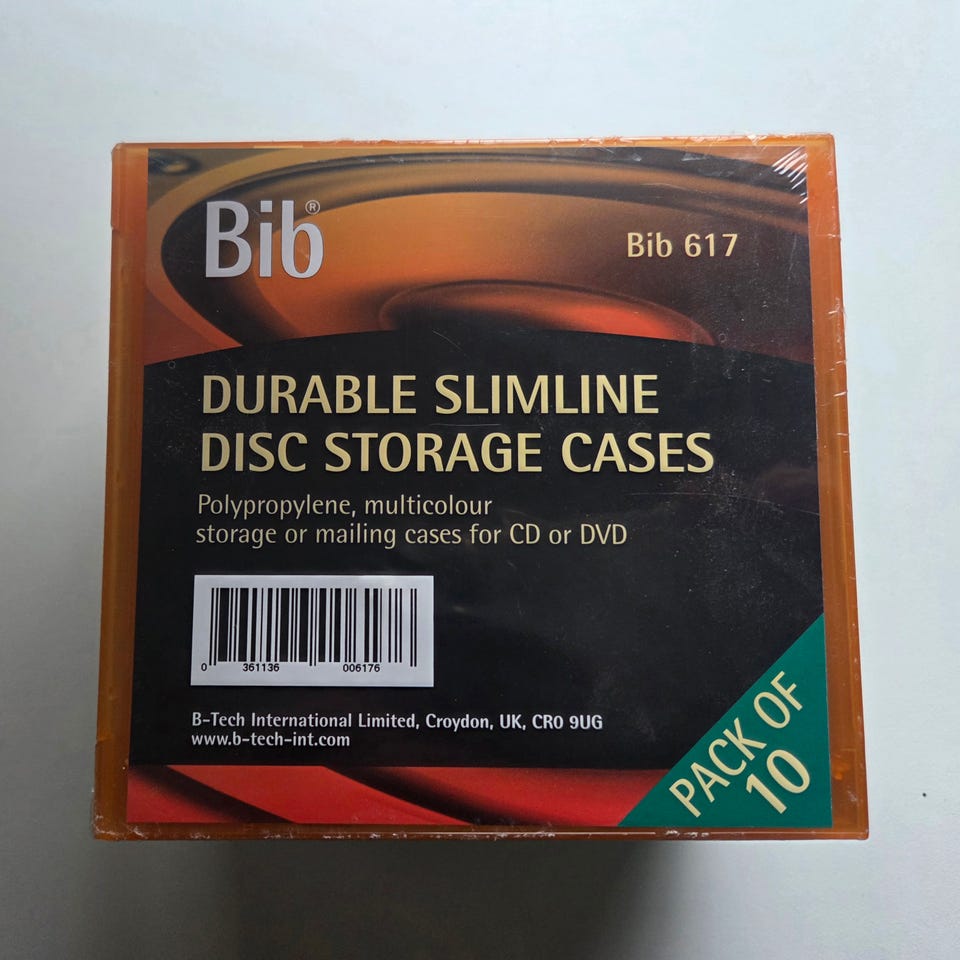 Bib®
Bib 617
DURABLE SLIMLINE
DISC STORAGE CASES
Polypropylene, multicolour
storage or mailing cases for CD or DVD
0 361136 006176
B-Tech International Limited, Croydon, UK, CR0 9UG
www.b-tech-int.com
PACK OF
10